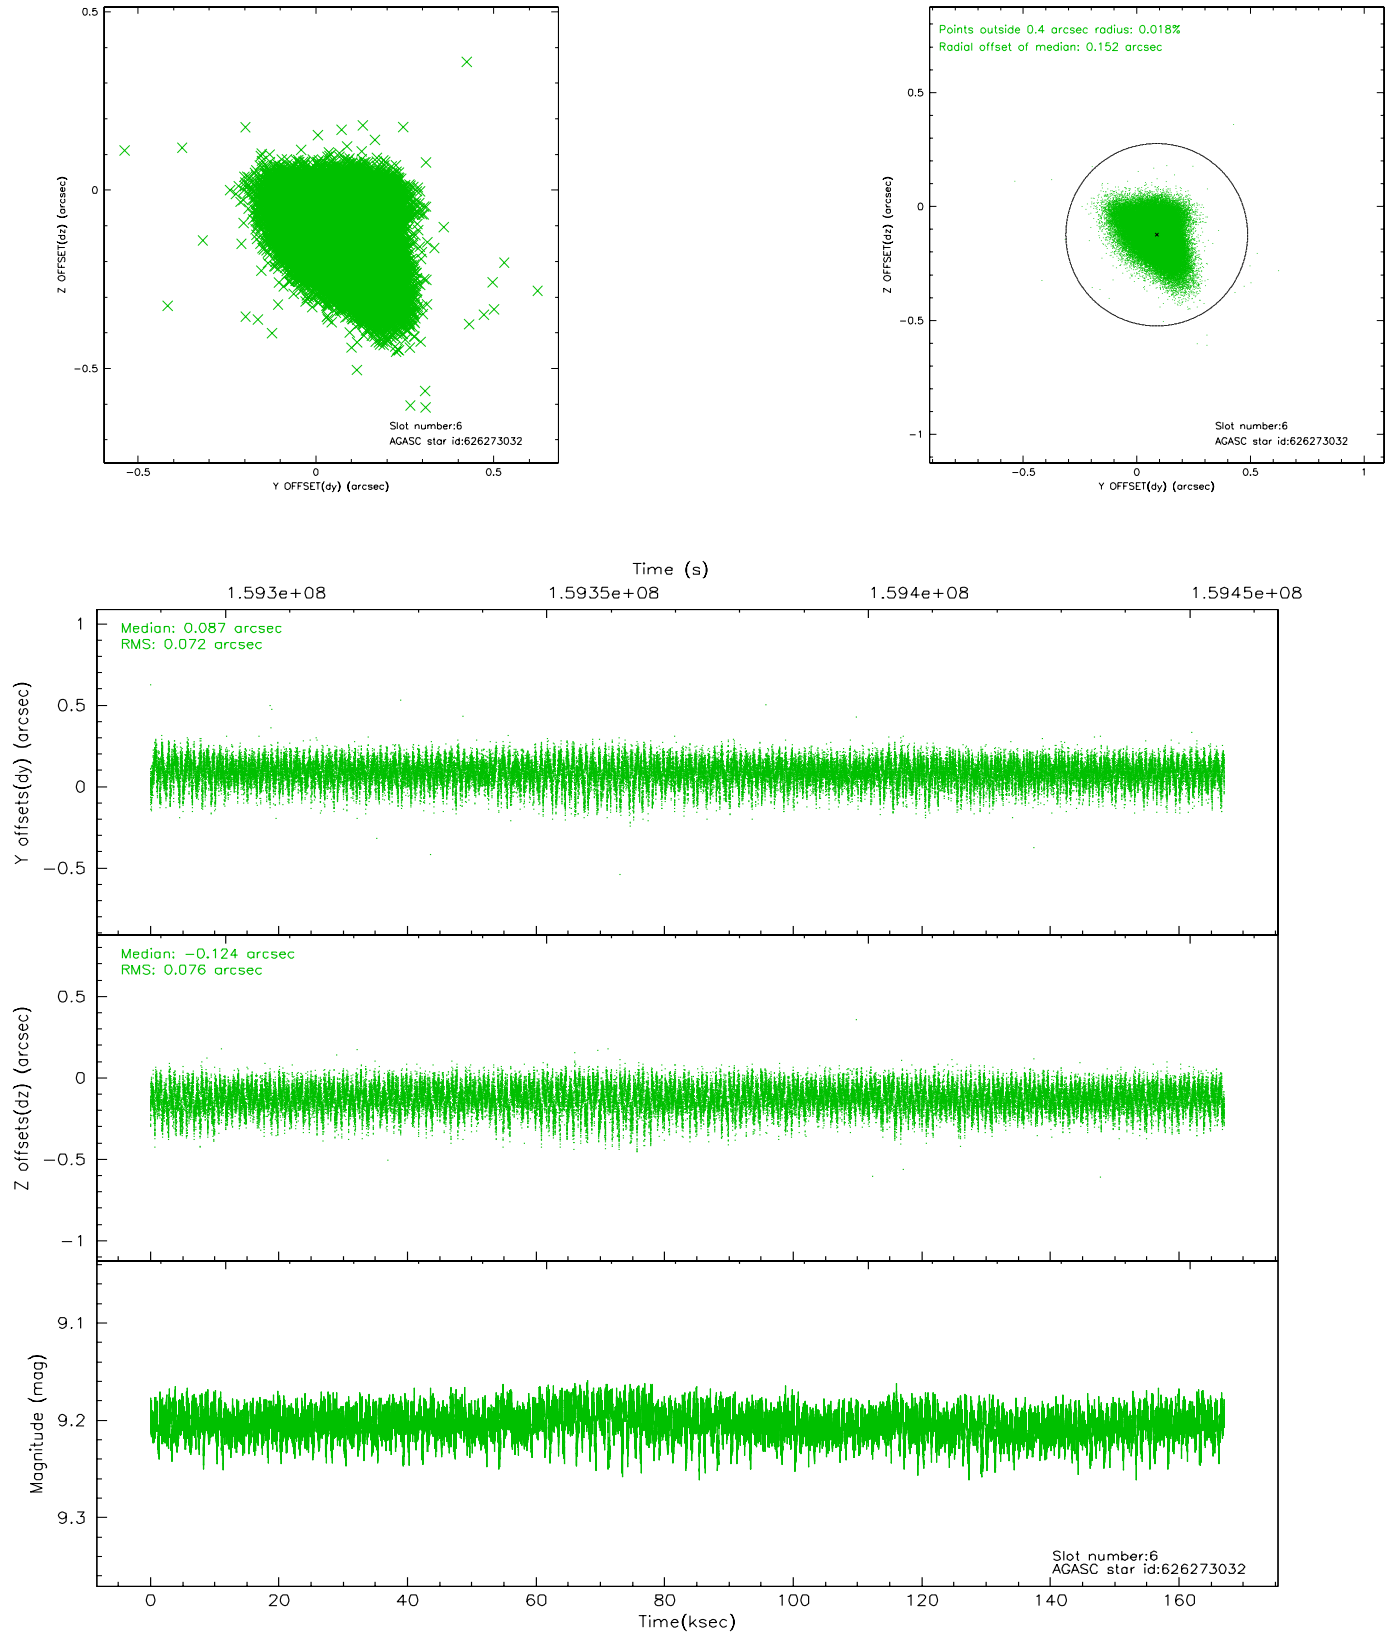 0.5
0
-0.5
Z OFFSET(dz) (arcsec)
Slot number:6
AGASC star id:626273032
-0.5
0
0.5
Y OFFSET(dy) (arcsec)
Points outside 0.4 arcsec radius: 0.018%
Radial offset of median: 0.152 arcsec
0.5
0
-0.5
-1
Z OFFSET(dz) (arcsec)
Slot number:6
AGASC star id:626273032
-0.5
0
0.5
1
Y OFFSET(dy) (arcsec)
Time (s)
1.593e+08
1.5935e+08
1.594e+08
1.5945e+08
Median: 0.087 arcsec
RMS: 0.072 arcsec
1
0.5
0
-0.5
Y offsets(dy) (arcsec)
Median: -0.124 arcsec
RMS: 0.076 arcsec
0.5
0
-0.5
-1
Z offsets(dz) (arcsec)
9.1
9.2
9.3
Magnitude (mag)
Slot number:6
AGASC star id:626273032
0
20
40
60
80
100
120
140
160
Time(ksec)